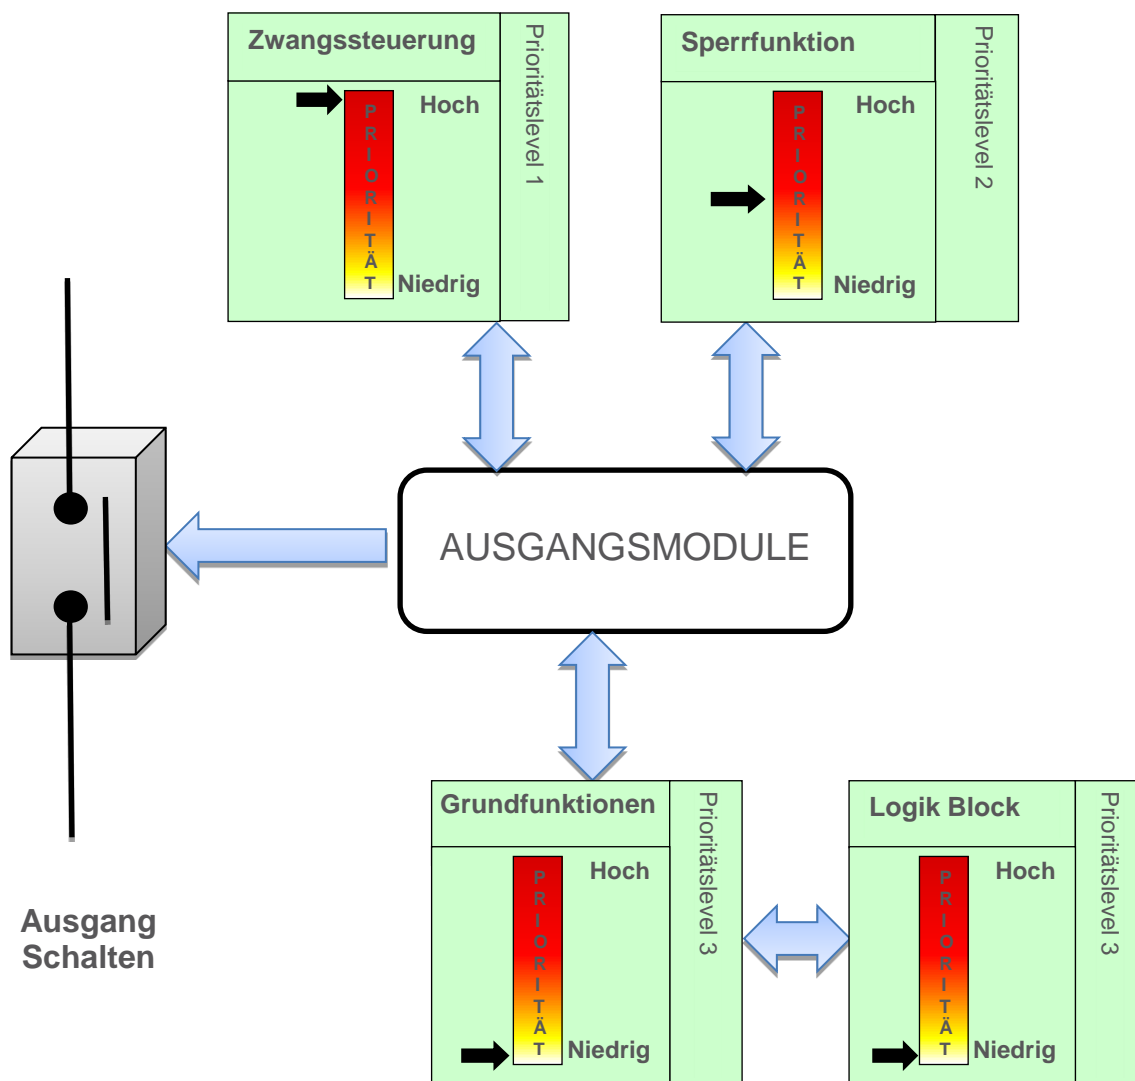 Zwangssteuerung
Prioritätslevel 1
Hoch
PRIORITÄT
Niedrig
Sperrfunktion
Prioritätslevel 2
Hoch
PRIORITÄT
Niedrig
AUSGANGSMODULE
Ausgang
Schalten
Grundfunktionen
Prioritätslevel 3
Hoch
PRIORITÄT
Niedrig
Logik Block
Prioritätslevel 3
Hoch
PRIORITÄT
Niedrig